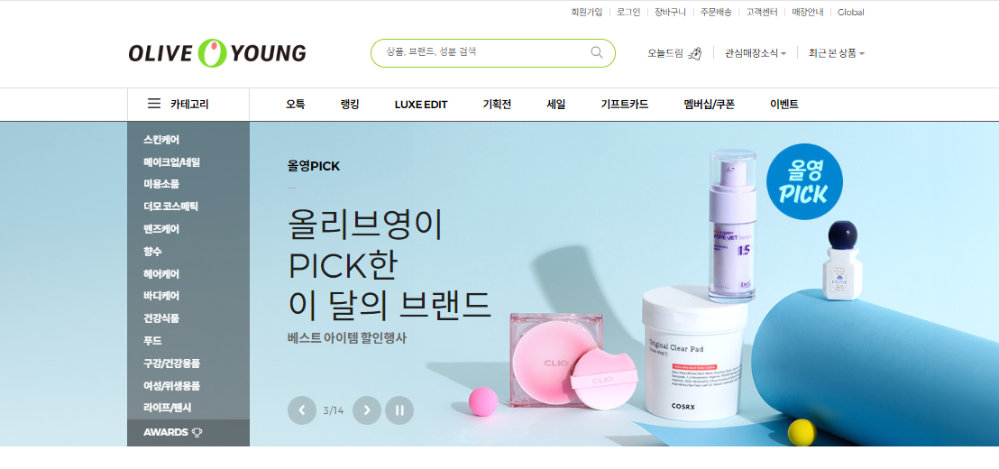 회원가입 로그인 장바구니 주문배송 고객센터 매장안내 Global
OLIVE YOUNG
상품, 브랜드, 성분 검색
오늘드림 관심매장소식 최근 본 상품
카테고리 오특 랭킹 LUXE EDIT 기획전 세일 기프트카드 멤버십/쿠폰 이벤트
스킨케어
메이크업/네일
미용소품
더모 코스메틱
맨즈케어
향수
헤어케어
바디케어
건강식품
푸드
구강/건강용품
여성/위생용품
라이프/팬시
AWARDS
올영PICK
올리브영이
PICK한
이 달의 브랜드
베스트 아이템 할인행사
3/14
올영
PICK
PORE-JET
15
Dr.G
CLIO
CLIO
Original Clear Pad
COSRX